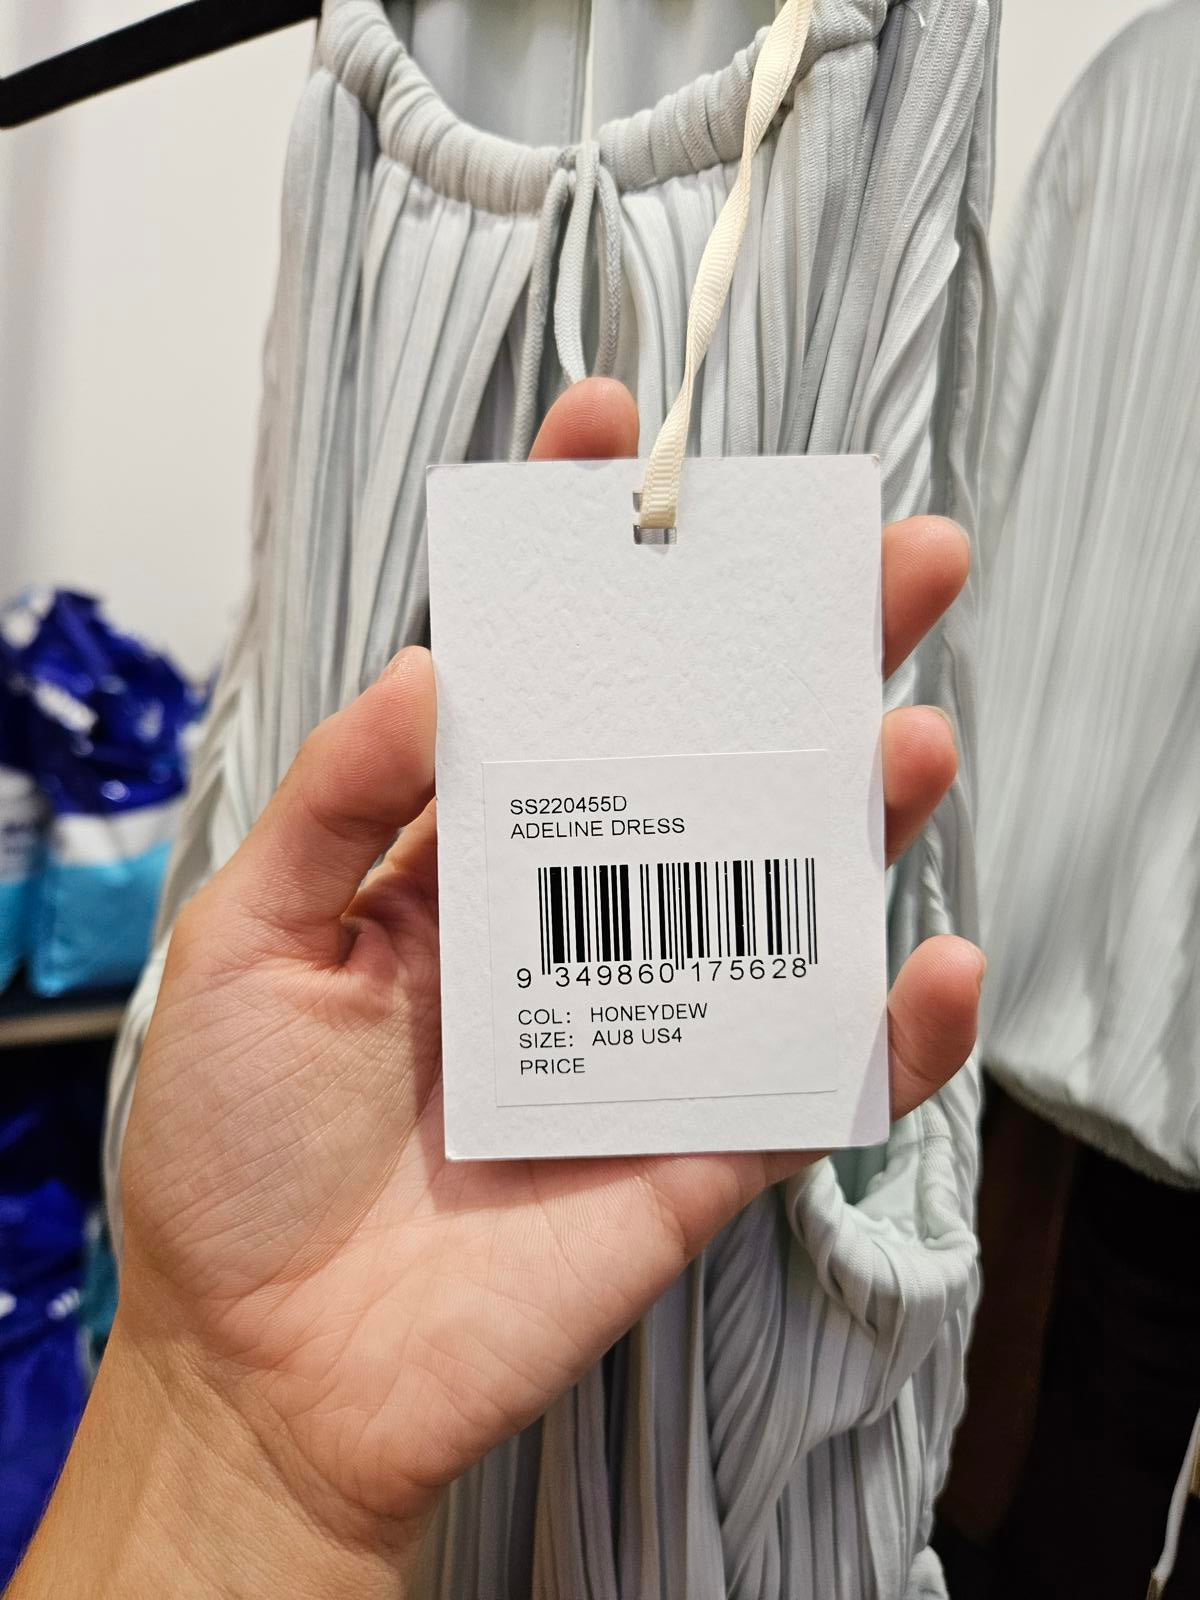 SS220455D
ADELINE DRESS
9 349860 175628
COL: HONEYDEW
SIZE: AU8 US4
PRICE